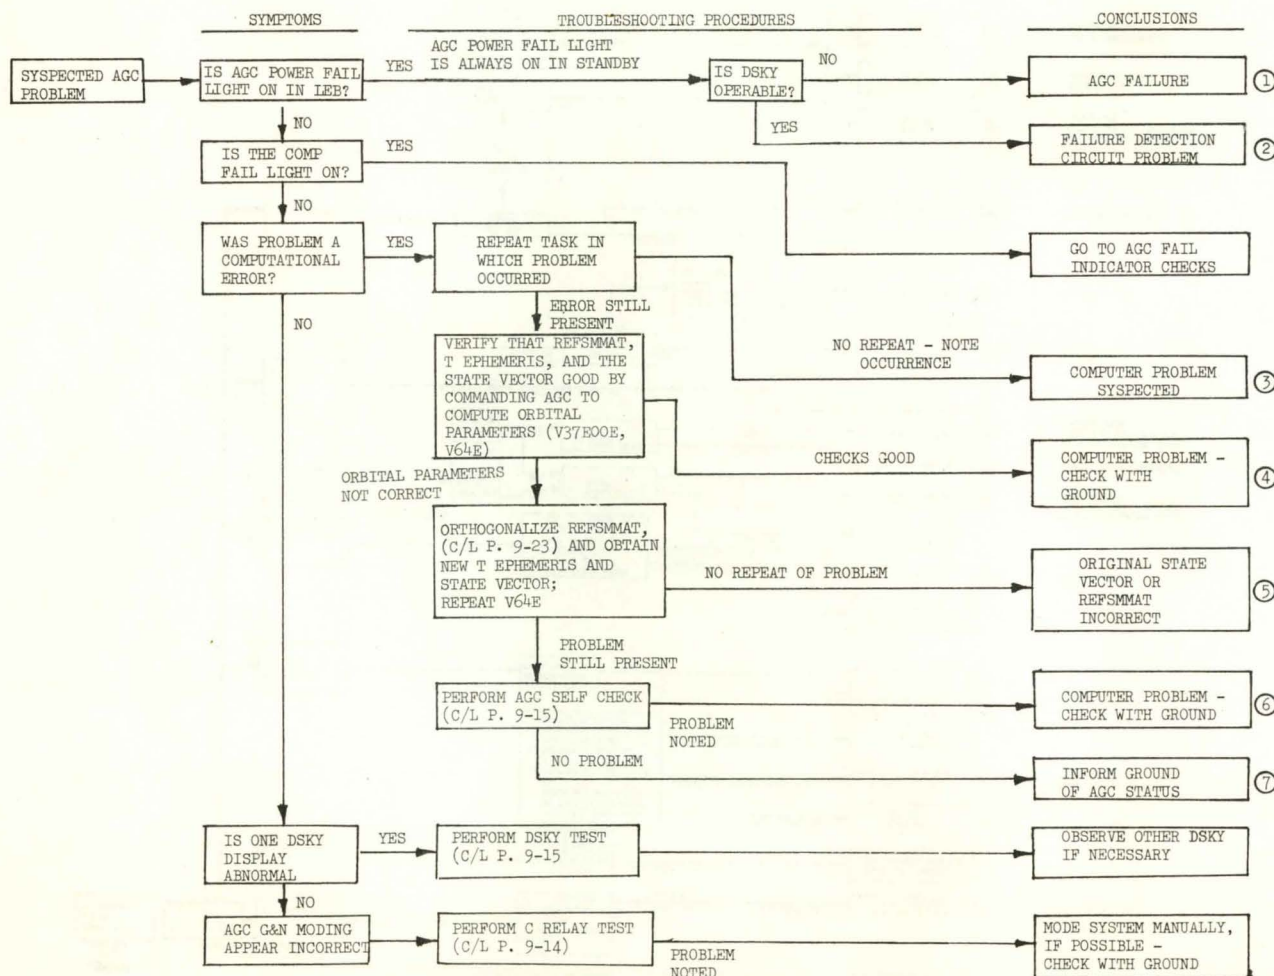 SYMPTOMS
TROUBLESHOOTING PROCEDURES
CONCLUSIONS
SYSPECTED AGC
PROBLEM
IS AGC POWER FAIL
LIGHT ON IN LEB?
YES
AGC POWER FAIL LIGHT
IS ALWAYS ON IN STANDBY
IS DSKY
OPERABLE?
NO
AGC FAILURE
1
NO
YES
FAILURE DETECTION
CIRCUIT PROBLEM
2
IS THE COMP
FAIL LIGHT ON?
YES
GO TO AGC FAIL
INDICATOR CHECKS
NO
WAS PROBLEM A
COMPUTATIONAL
ERROR?
YES
REPEAT TASK IN
WHICH PROBLEM
OCCURRED
NO REPEAT - NOTE
OCCURRENCE
COMPUTER PROBLEM
SYSPECTED
3
NO
ERROR STILL
PRESENT
VERIFY THAT REFSMMAT,
T EPHEMERIS, AND THE
STATE VECTOR GOOD BY
COMMANDING AGC TO
COMPUTE ORBITAL
PARAMETERS (V37E00E,
V64E)
CHECKS GOOD
COMPUTER PROBLEM -
CHECK WITH
GROUND
4
ORBITAL PARAMETERS
NOT CORRECT
ORTHOGONALIZE REFSMMAT,
(C/L P. 9-23) AND OBTAIN
NEW T EPHEMERIS AND
STATE VECTOR;
REPEAT V64E
NO REPEAT OF PROBLEM
ORIGINAL STATE
VECTOR OR
REFSMMAT
INCORRECT
5
PROBLEM
STILL PRESENT
PERFORM AGC SELF CHECK
(C/L P. 9-15)
PROBLEM
NOTED
COMPUTER PROBLEM -
CHECK WITH GROUND
6
NO PROBLEM
INFORM GROUND
OF AGC STATUS
7
IS ONE DSKY
DISPLAY
ABNORMAL
YES
PERFORM DSKY TEST
(C/L P. 9-15
OBSERVE OTHER DSKY
IF NECESSARY
NO
AGC G&N MODING
APPEAR INCORRECT
PERFORM C RELAY TEST
(C/L P. 9-14)
PROBLEM
NOTED
MODE SYSTEM MANUALLY,
IF POSSIBLE -
CHECK WITH GROUND